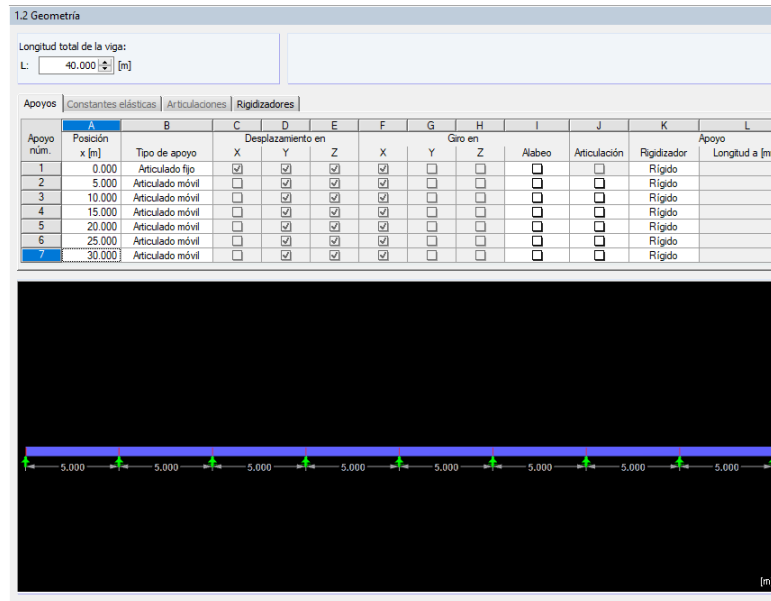 1.2 Geometría
Longitud total de la viga:
L: 40.000 [m]
Apoyos Constantes elásticas Articulaciones Rigidizadores
A B C D E F G H I J K L
Apoyo Posición Desplazamiento en Giro en Apoyo
núm. x [m] Tipo de apoyo X Y Z X Y Z Alabeo Articulación Rigidizador Longitud a [m
1 0.000 Articulado fijo Rígido
2 5.000 Articulado móvil Rígido
3 10.000 Articulado móvil Rígido
4 15.000 Articulado móvil Rígido
5 20.000 Articulado móvil Rígido
6 25.000 Articulado móvil Rígido
7 30.000 Articulado móvil Rígido
5.000 5.000 5.000 5.000 5.000 5.000 5.000 5.000
[m